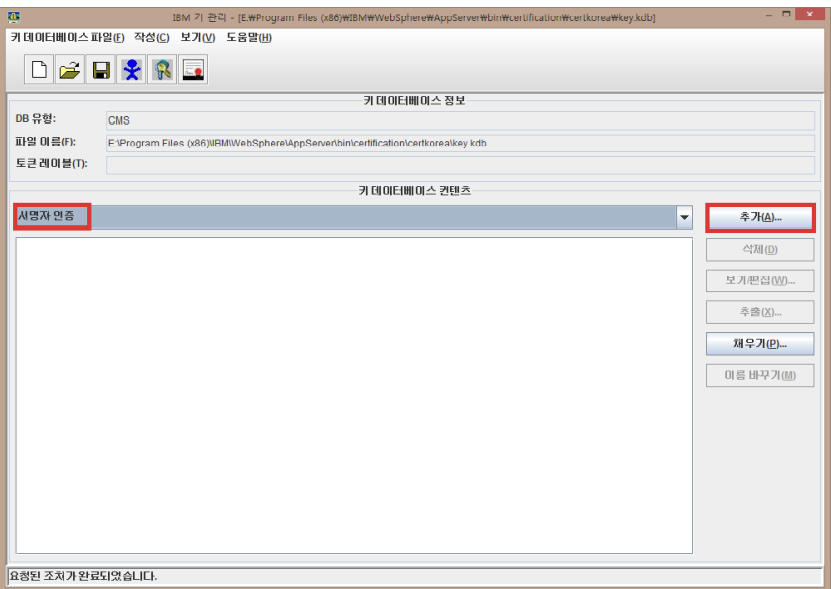 IBM 기 관리 - [E:₩Program Files (x86)₩IBM₩WebSphere₩AppServer₩bin₩certification₩certkorea₩key.kdb]
키 데이터베이스 파일(F) 작성(C) 보기(V) 도움말(H)
키 데이터베이스 정보
DB 유형: CMS
파일 이름(F): E:\Program Files (x86)\IBM\WebSphere\AppServer\bin\certification\certkorea\key.kdb
토큰 레이블(T):
키 데이터베이스 컨텐츠
서명자 인증
추가(A)...
삭제(D)
보기/편집(W)...
추출(X)...
채우기(P)...
이름 바꾸기(M)
요청된 조치가 완료되었습니다.